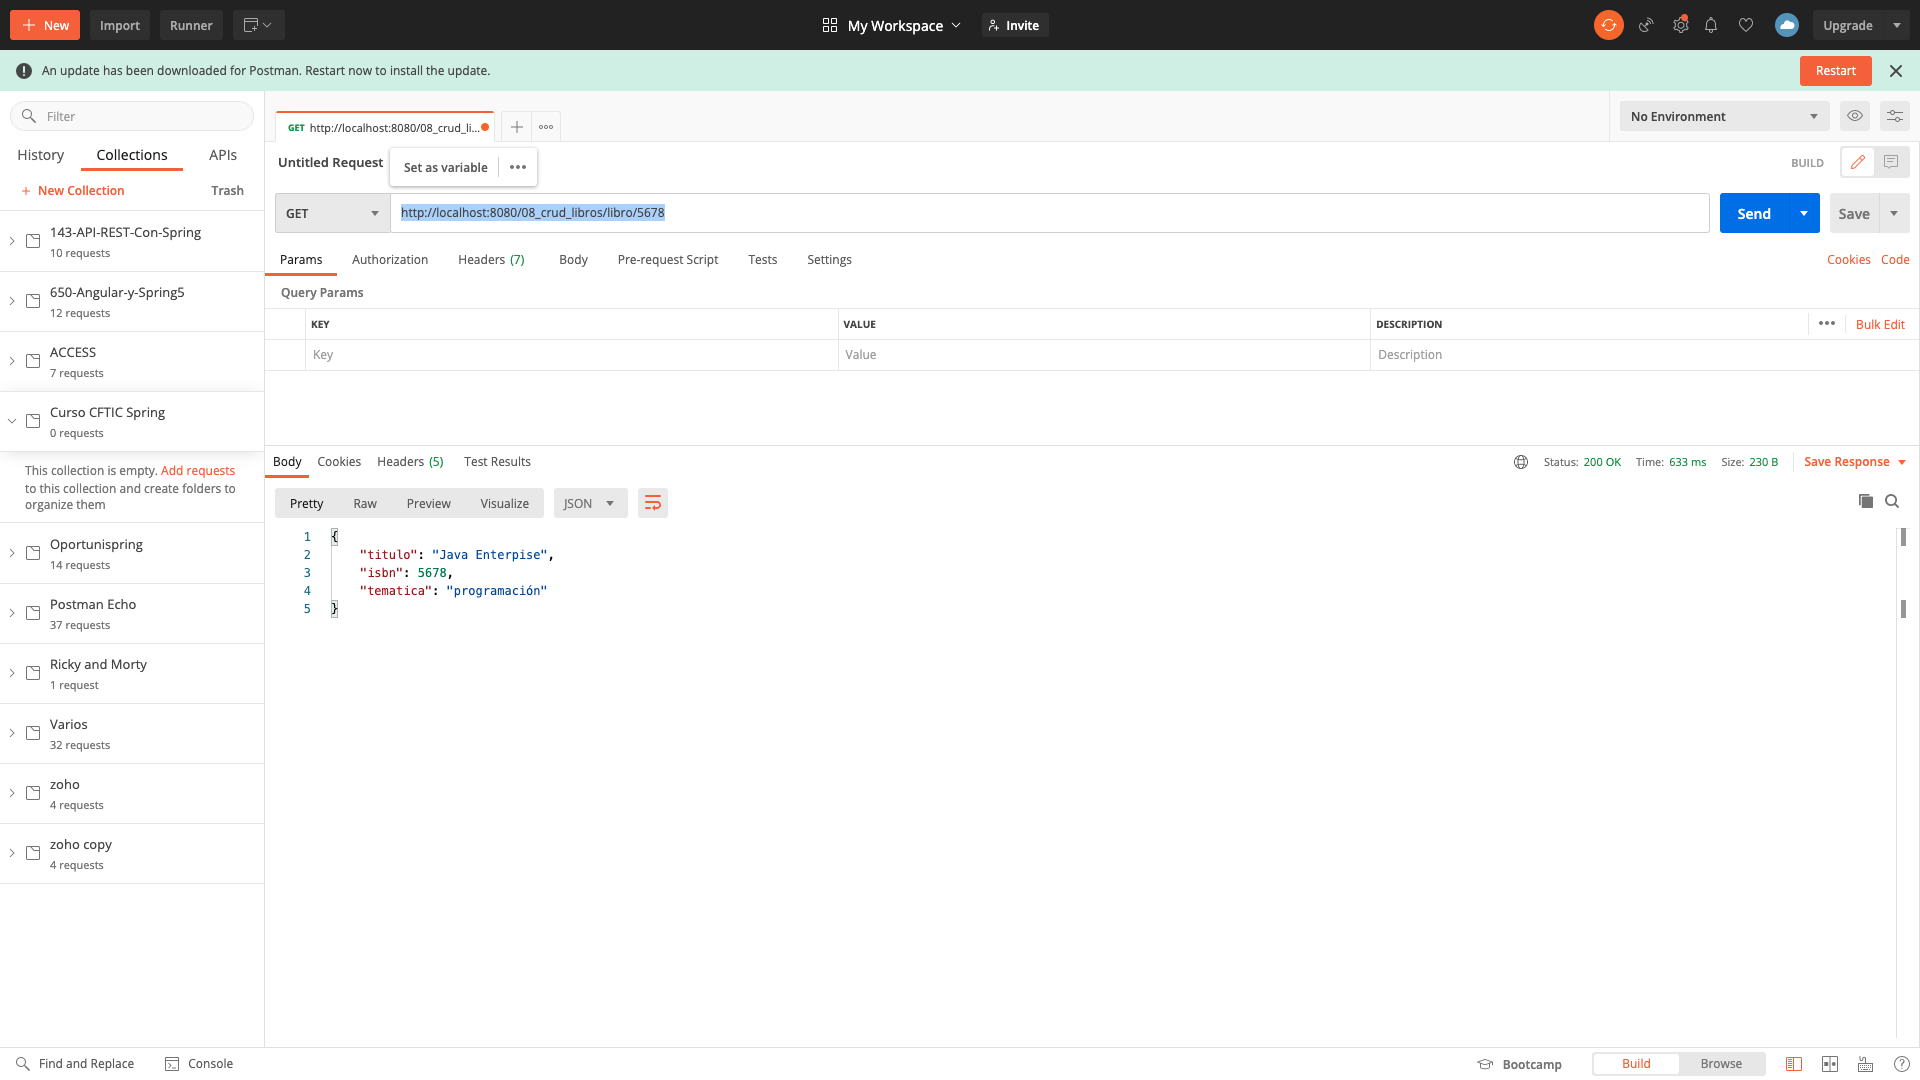 New
Import
Runner
My Workspace
Invite
Upgrade
An update has been downloaded for Postman. Restart now to install the update.
Restart
Filter
GET http://localhost:8080/08_crud_li...
No Environment
History
Collections
APIs
+ New Collection
Trash
Untitled Request
Set as variable
BUILD
GET
http://localhost:8080/08_crud_libros/libro/5678
Send
Save
143-API-REST-Con-Spring
10 requests
650-Angular-y-Spring5
12 requests
ACCESS
7 requests
Curso CFTIC Spring
0 requests
This collection is empty. Add requests
to this collection and create folders to
organize them
Oportunispring
14 requests
Postman Echo
37 requests
Ricky and Morty
1 request
Varios
32 requests
zoho
4 requests
zoho copy
4 requests
Params
Authorization
Headers (7)
Body
Pre-request Script
Tests
Settings
Cookies
Code
Query Params
KEY
VALUE
DESCRIPTION
Bulk Edit
Key
Value
Description
Body
Cookies
Headers (5)
Test Results
Status: 200 OK
Time: 633 ms
Size: 230 B
Save Response
Pretty
Raw
Preview
Visualize
JSON
1 {
2 "titulo": "Java Enterpise",
3 "isbn": 5678,
4 "tematica": "programación"
5 }
Find and Replace
Console
Bootcamp
Build
Browse